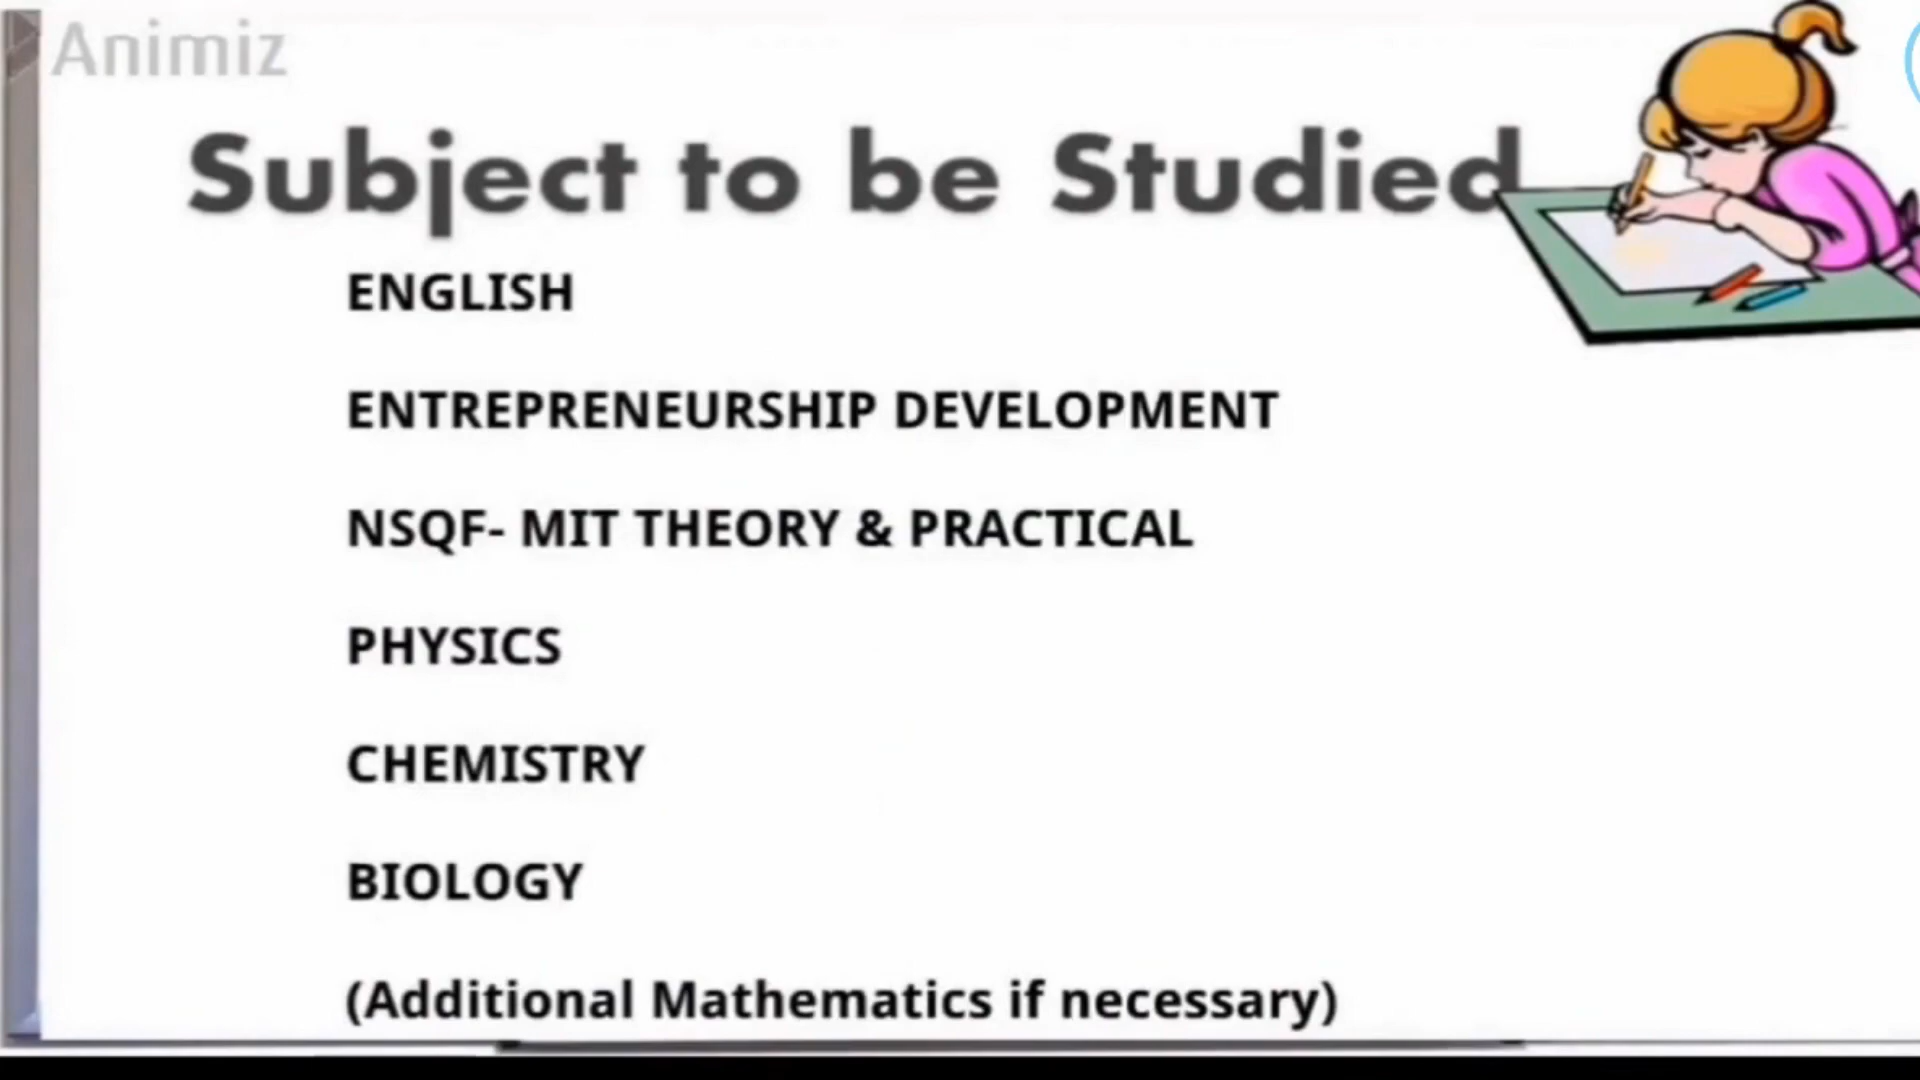 Animiz
Subject to be Studied
ENGLISH
ENTREPRENEURSHIP DEVELOPMENT
NSQF- MIT THEORY & PRACTICAL
PHYSICS
CHEMISTRY
BIOLOGY
(Additional Mathematics if necessary)